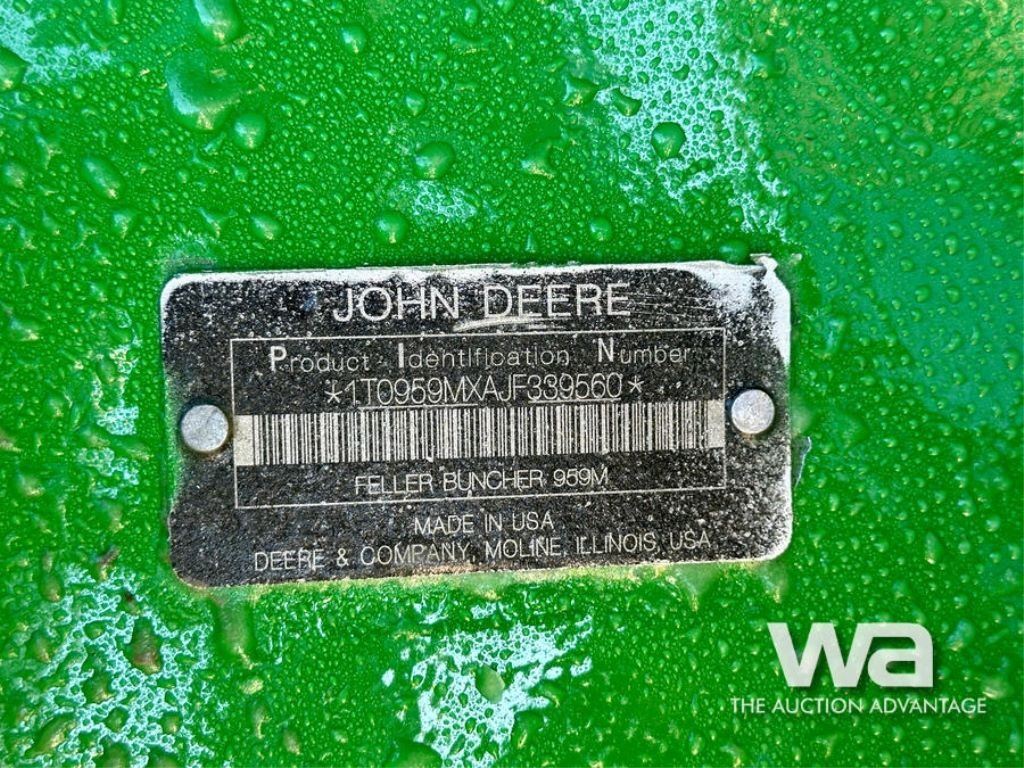 JOHN DEERE
Product Identification Number
*1T0959MXAJF339560*
FELLER BUNCHER 959M
MADE IN USA
DEERE & COMPANY, MOLINE, ILLINOIS, USA
wa
THE AUCTION ADVANTAGE